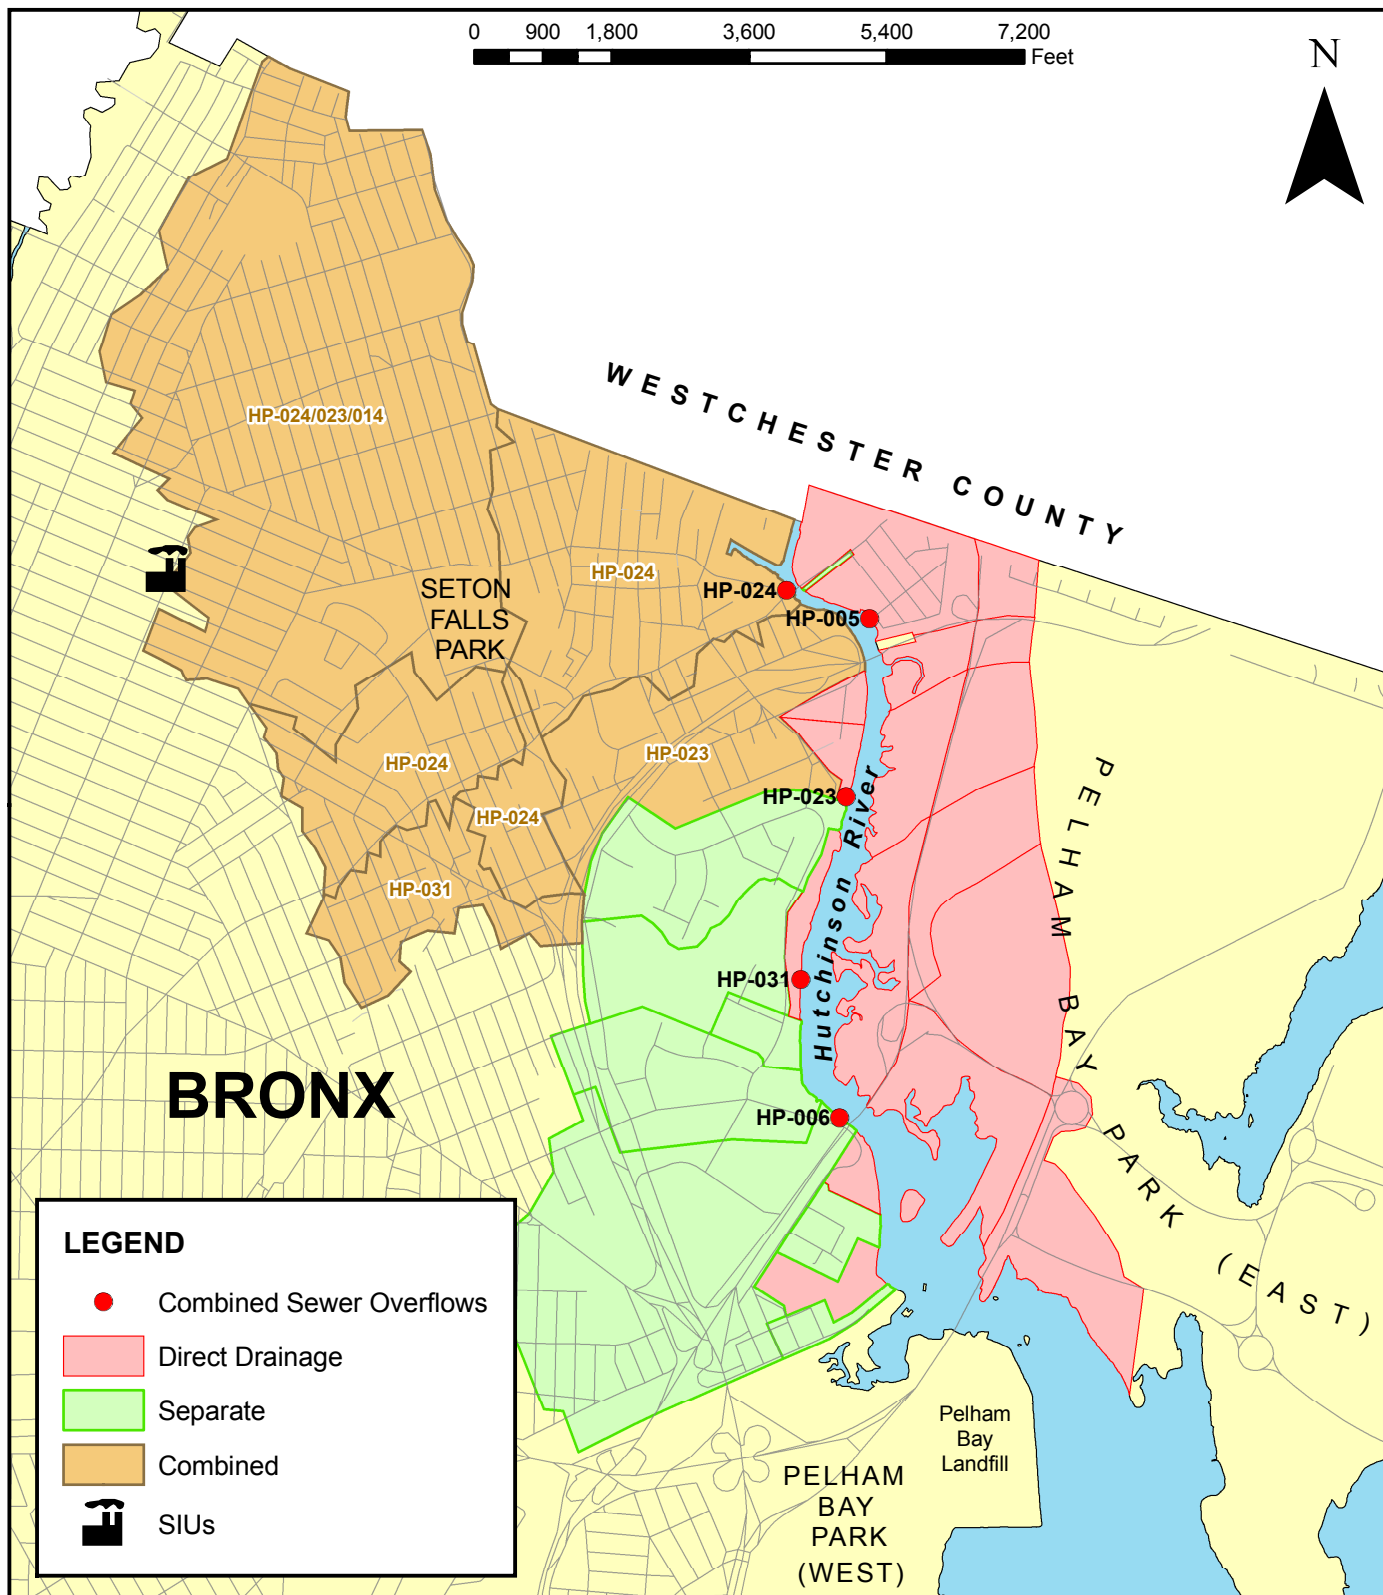 0 900 1,800 3,600 5,400 7,200
Feet
N
WESTCHESTER COUNTY
HP-024/023/014
HP-024
SETON
FALLS
PARK
HP-024
HP-005
HP-023
HP-024
HP-023
HP-024
HP-031
Hutchinson River
HP-031
HP-006
PELHAM BAY PARK (EAST)
BRONX
LEGEND
Combined Sewer Overflows
Direct Drainage
Separate
Combined
SIUs
Pelham
Bay
Landfill
PELHAM
BAY
PARK
(WEST)